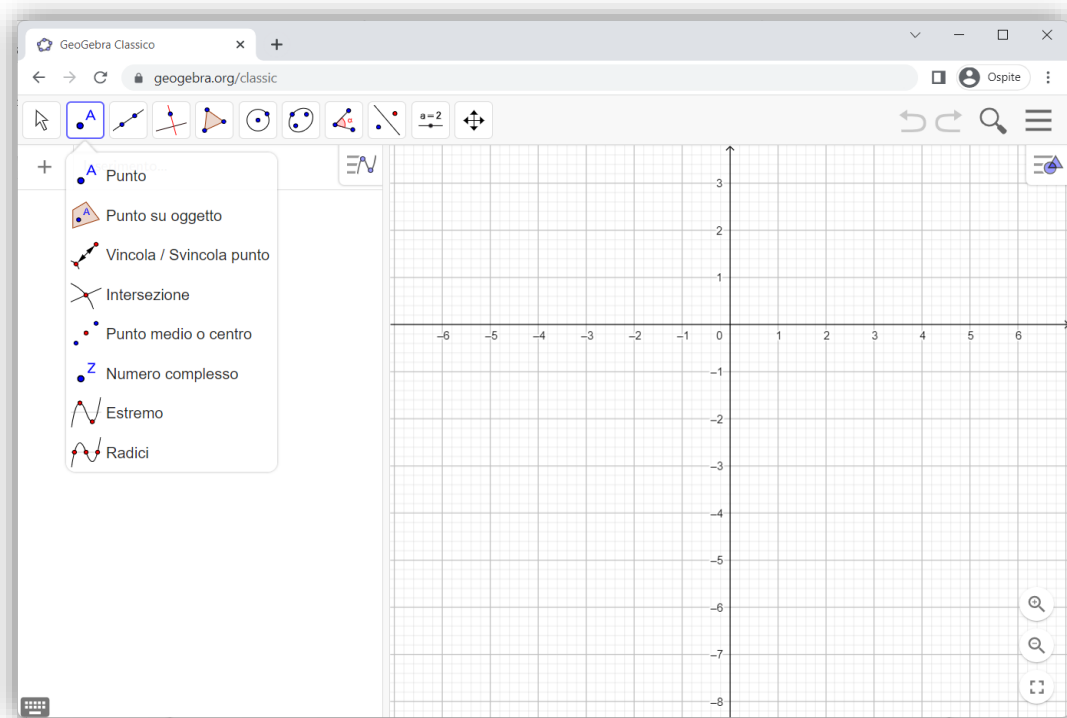 GeoGebra Classico
geogebra.org/classic
Ospite
A
α
a=2
A Punto
A Punto su oggetto
Vincola / Svincola punto
Intersezione
Punto medio o centro
Z Numero complesso
Estremo
Radici
3
2
1
–6 –5 –4 –3 –2 –1 0 1 2 3 4 5 6
–1
–2
–3
–4
–5
–6
–7
–8